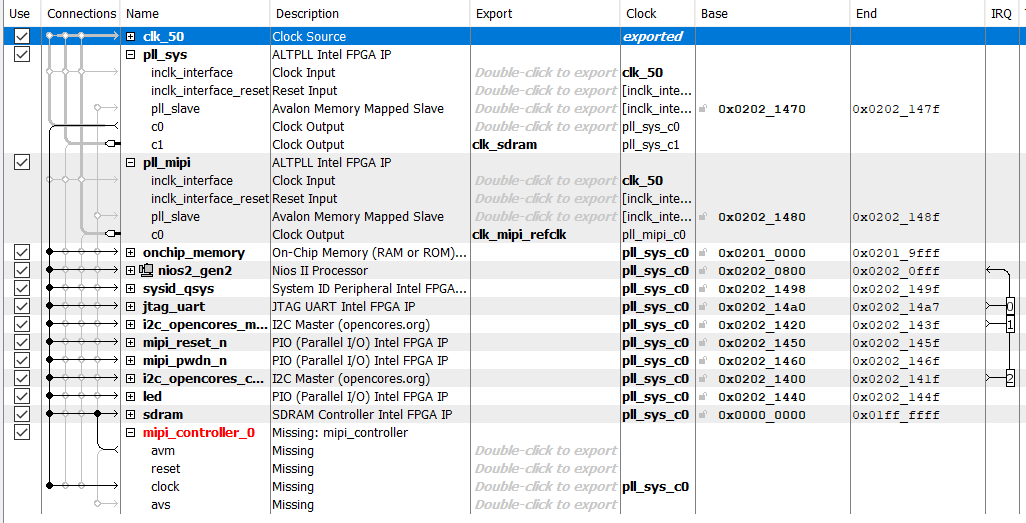 Use Connections Name Description Export Clock Base End IRQ
clk_50 Clock Source exported
pll_sys ALTPLL Intel FPGA IP
inclk_interface Clock Input Double-click to export clk_50
inclk_interface_reset Reset Input Double-click to export [inclk_inte...
pll_slave Avalon Memory Mapped Slave Double-click to export [inclk_inte... 0x0202_1470 0x0202_147f
c0 Clock Output Double-click to export pll_sys_c0
c1 Clock Output clk_sdram pll_sys_c1
pll_mipi ALTPLL Intel FPGA IP
inclk_interface Clock Input Double-click to export clk_50
inclk_interface_reset Reset Input Double-click to export [inclk_inte...
pll_slave Avalon Memory Mapped Slave Double-click to export [inclk_inte... 0x0202_1480 0x0202_148f
c0 Clock Output clk_mipi_refclk pll_mipi_c0
onchip_memory On-Chip Memory (RAM or ROM)... pll_sys_c0 0x0201_0000 0x0201_9fff
nios2_gen2 Nios II Processor pll_sys_c0 0x0202_0800 0x0202_0fff
sysid_qsys System ID Peripheral Intel FPGA... pll_sys_c0 0x0202_1498 0x0202_149f
jtag_uart JTAG UART Intel FPGA IP pll_sys_c0 0x0202_14a0 0x0202_14a7 0
i2c_opencores_m... I2C Master (opencores.org) pll_sys_c0 0x0202_1420 0x0202_143f 1
mipi_reset_n PIO (Parallel I/O) Intel FPGA IP pll_sys_c0 0x0202_1450 0x0202_145f
mipi_pwdn_n PIO (Parallel I/O) Intel FPGA IP pll_sys_c0 0x0202_1460 0x0202_146f
i2c_opencores_c... I2C Master (opencores.org) pll_sys_c0 0x0202_1400 0x0202_141f 2
led PIO (Parallel I/O) Intel FPGA IP pll_sys_c0 0x0202_1440 0x0202_144f
sdram SDRAM Controller Intel FPGA IP pll_sys_c0 0x0000_0000 0x01ff_ffff
mipi_controller_0 Missing: mipi_controller
avm Missing Double-click to export
reset Missing Double-click to export
clock Missing Double-click to export pll_sys_c0
avs Missing Double-click to export